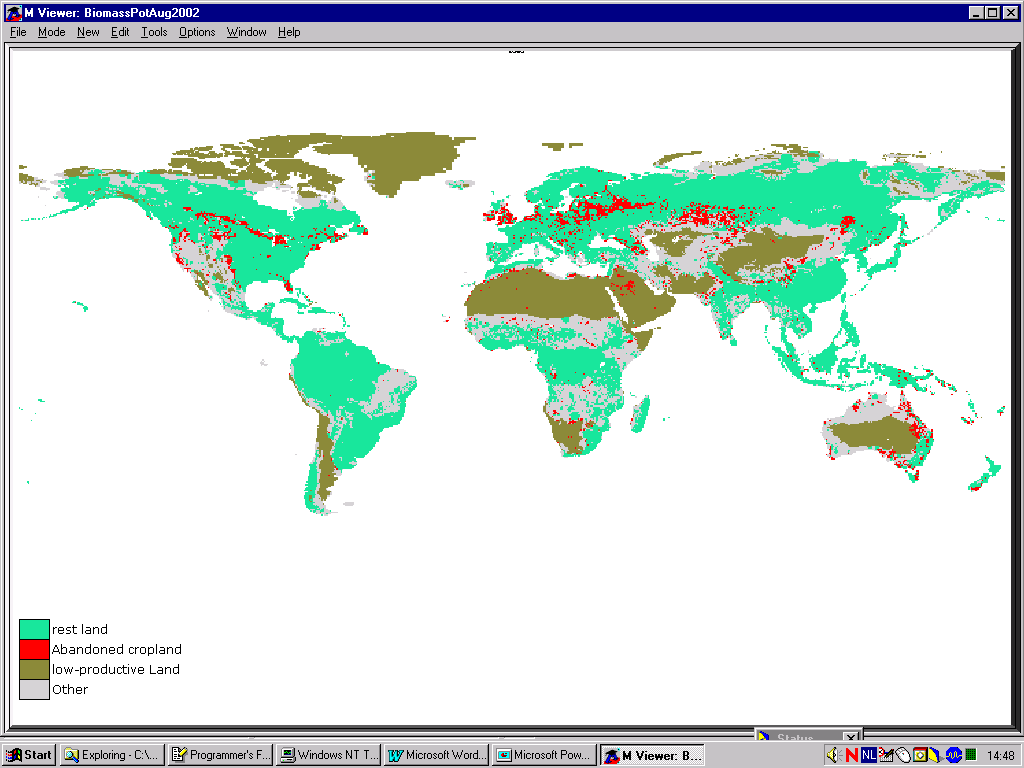 M Viewer: BiomassPotAug2002
File Mode New Edit Tools Options Window Help
rest land
Abandoned cropland
low-productive Land
Other
Status
Start Exploring - C:\... Programmer's F... Windows NT T... Microsoft Word... Microsoft Pow... M Viewer: B... N NL 14:48